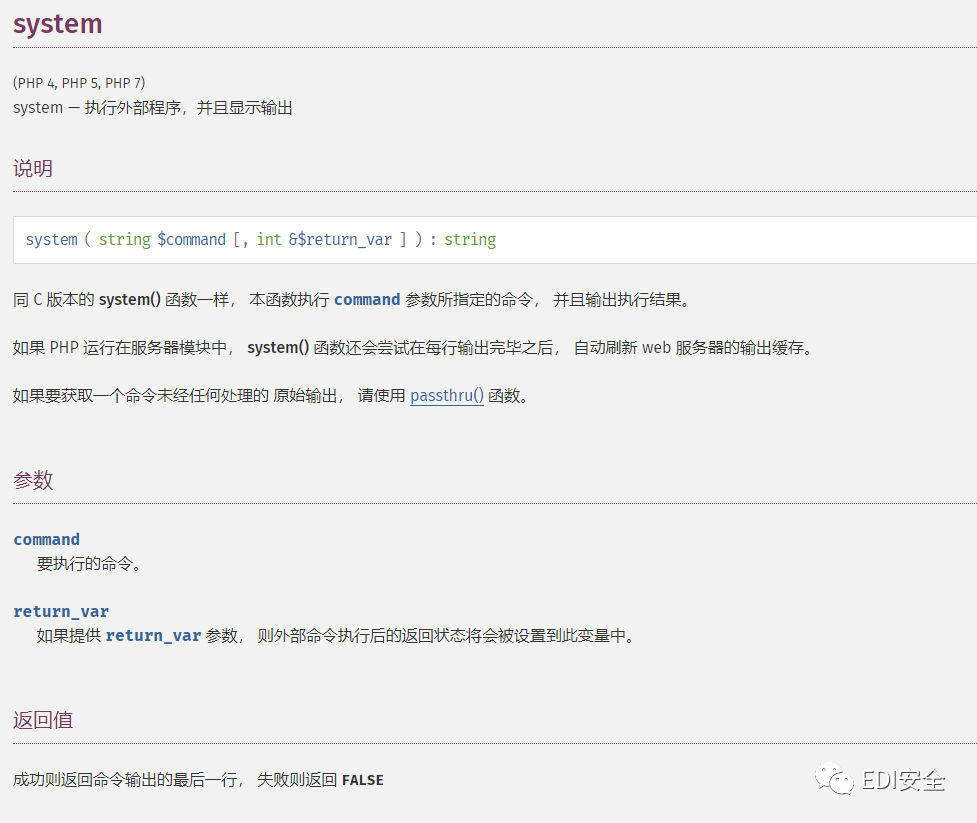 system
(PHP 4, PHP 5, PHP 7)
system — 执行外部程序，并且显示输出
说明
system ( string $command [, int &$return_var ] ) : string
同 C 版本的 system() 函数一样， 本函数执行 command 参数所指定的命令， 并且输出执行结果。
如果 PHP 运行在服务器模块中， system() 函数还会尝试在每行输出完毕之后， 自动刷新 web 服务器的输出缓存。
如果要获取一个命令未经任何处理的 原始输出， 请使用 passthru() 函数。
参数
command
要执行的命令。
return_var
如果提供 return_var 参数， 则外部命令执行后的返回状态将会被设置到此变量中。
返回值
成功则返回命令输出的最后一行， 失败则返回 FALSE
EDI安全